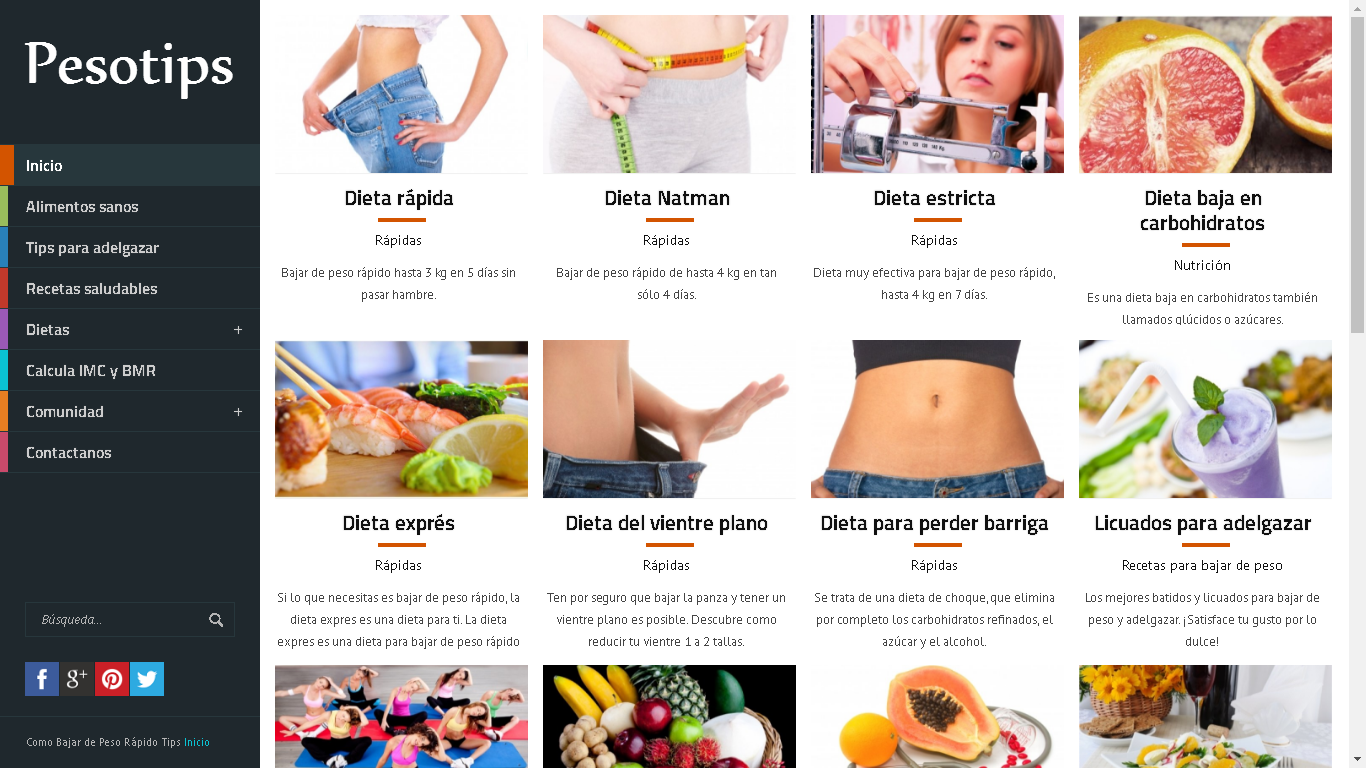 Pesotips
Inicio
Alimentos sanos
Tips para adelgazar
Recetas saludables
Dietas +
Calcula IMC y BMR
Comunidad +
Contactanos
Búsqueda...
f g+
Como Bajar de Peso Rápido Tips Inicio
Dieta rápida
Rápidas
Bajar de peso rápido hasta 3 kg en 5 días sin
pasar hambre.
Dieta Natman
Rápidas
Bajar de peso rápido de hasta 4 kg en tan
sólo 4 días.
Dieta estricta
Rápidas
Dieta muy efectiva para bajar de peso rápido,
hasta 4 kg en 7 días.
Dieta baja en
carbohidratos
Nutrición
Es una dieta baja en carbohidratos también
llamados glúcidos o azúcares.
Dieta exprés
Rápidas
Si lo que necesitas es bajar de peso rápido, la
dieta expres es una dieta para ti. La dieta
expres es una dieta para bajar de peso rápido
Dieta del vientre plano
Rápidas
Ten por seguro que bajar la panza y tener un
vientre plano es posible. Descubre como
reducir tu vientre 1 a 2 tallas.
Dieta para perder barriga
Rápidas
Se trata de una dieta de choque, que elimina
por completo los carbohidratos refinados, el
azúcar y el alcohol.
Licuados para adelgazar
Recetas para bajar de peso
Los mejores batidos y licuados para bajar de
peso y adelgazar. ¡Satisface tu gusto por lo
dulce!